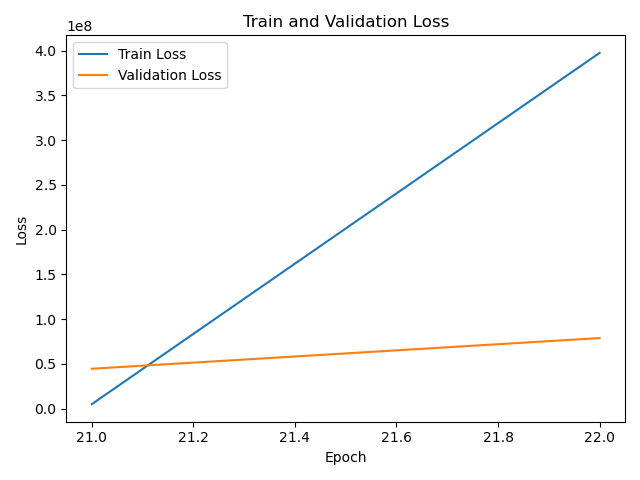 Train and Validation Loss
1e8
Train Loss
Validation Loss
4.0
3.5
3.0
2.5
2.0
1.5
1.0
0.5
0.0
Loss
21.0 21.2 21.4 21.6 21.8 22.0
Epoch